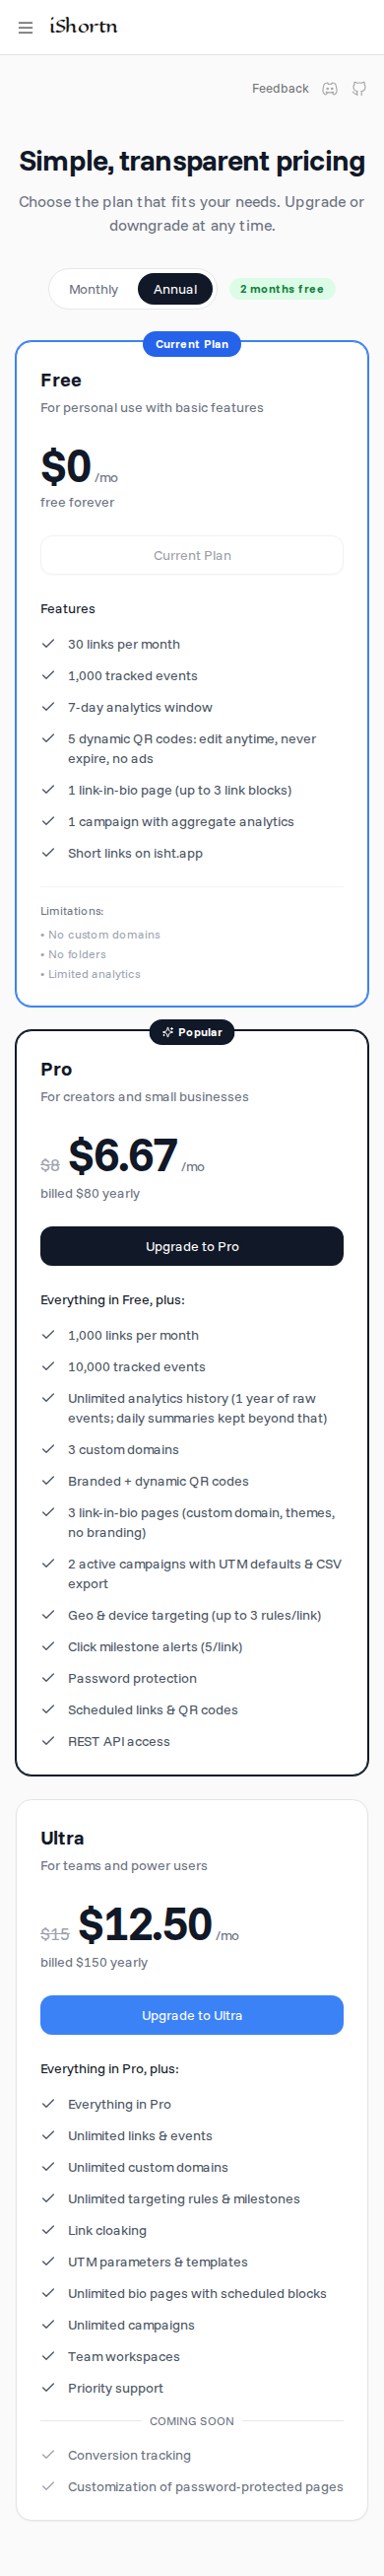 iShortn
Feedback
Simple, transparent pricing
Choose the plan that fits your needs. Upgrade or
downgrade at any time.
Monthly
Annual
2 months free
Current Plan
Free
For personal use with basic features
$0 /mo
free forever
Current Plan
Features
30 links per month
1,000 tracked events
7-day analytics window
5 dynamic QR codes: edit anytime, never
expire, no ads
1 link-in-bio page (up to 3 link blocks)
1 campaign with aggregate analytics
Short links on isht.app
Limitations:
• No custom domains
• No folders
• Limited analytics
Popular
Pro
For creators and small businesses
$8 $6.67 /mo
billed $80 yearly
Upgrade to Pro
Everything in Free, plus:
1,000 links per month
10,000 tracked events
Unlimited analytics history (1 year of raw
events; daily summaries kept beyond that)
3 custom domains
Branded + dynamic QR codes
3 link-in-bio pages (custom domain, themes,
no branding)
2 active campaigns with UTM defaults & CSV
export
Geo & device targeting (up to 3 rules/link)
Click milestone alerts (5/link)
Password protection
Scheduled links & QR codes
REST API access
Ultra
For teams and power users
$15 $12.50 /mo
billed $150 yearly
Upgrade to Ultra
Everything in Pro, plus:
Everything in Pro
Unlimited links & events
Unlimited custom domains
Unlimited targeting rules & milestones
Link cloaking
UTM parameters & templates
Unlimited bio pages with scheduled blocks
Unlimited campaigns
Team workspaces
Priority support
COMING SOON
Conversion tracking
Customization of password-protected pages